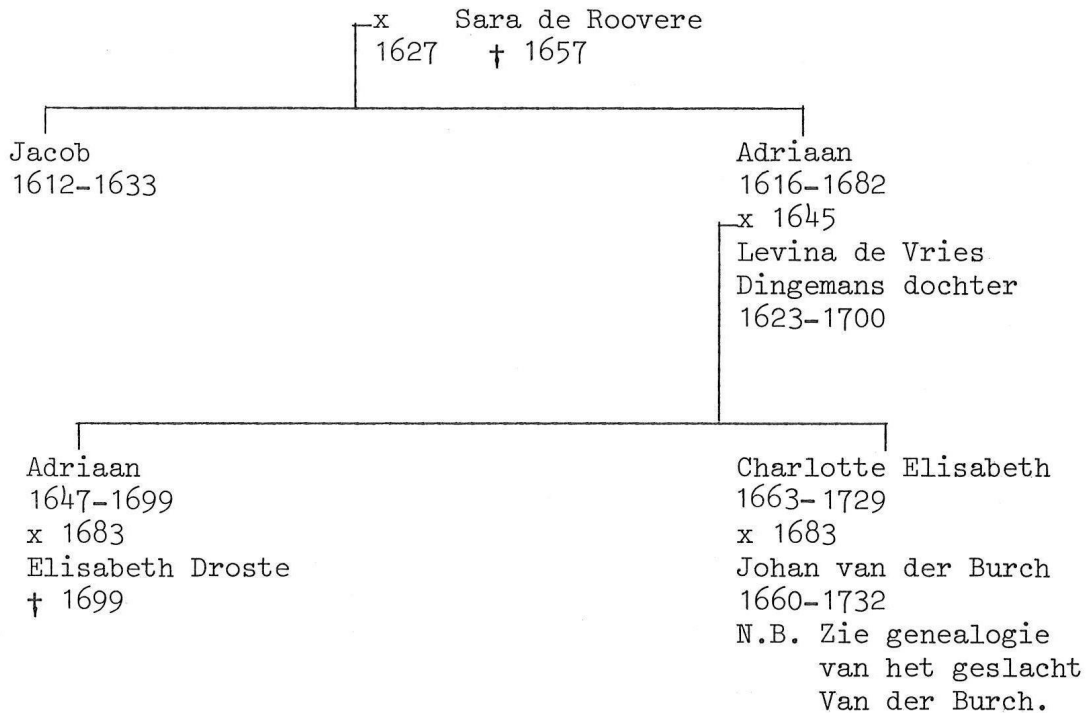 x Sara de Roovere
1627 † 1657
Jacob
1612-1633
Adriaan
1616-1682
x 1645
Levina de Vries
Dingemans dochter
1623-1700
Adriaan
1647-1699
x 1683
Elisabeth Droste
† 1699
Charlotte Elisabeth
1663-1729
x 1683
Johan van der Burch
1660-1732
N.B. Zie genealogie
van het geslacht
Van der Burch.